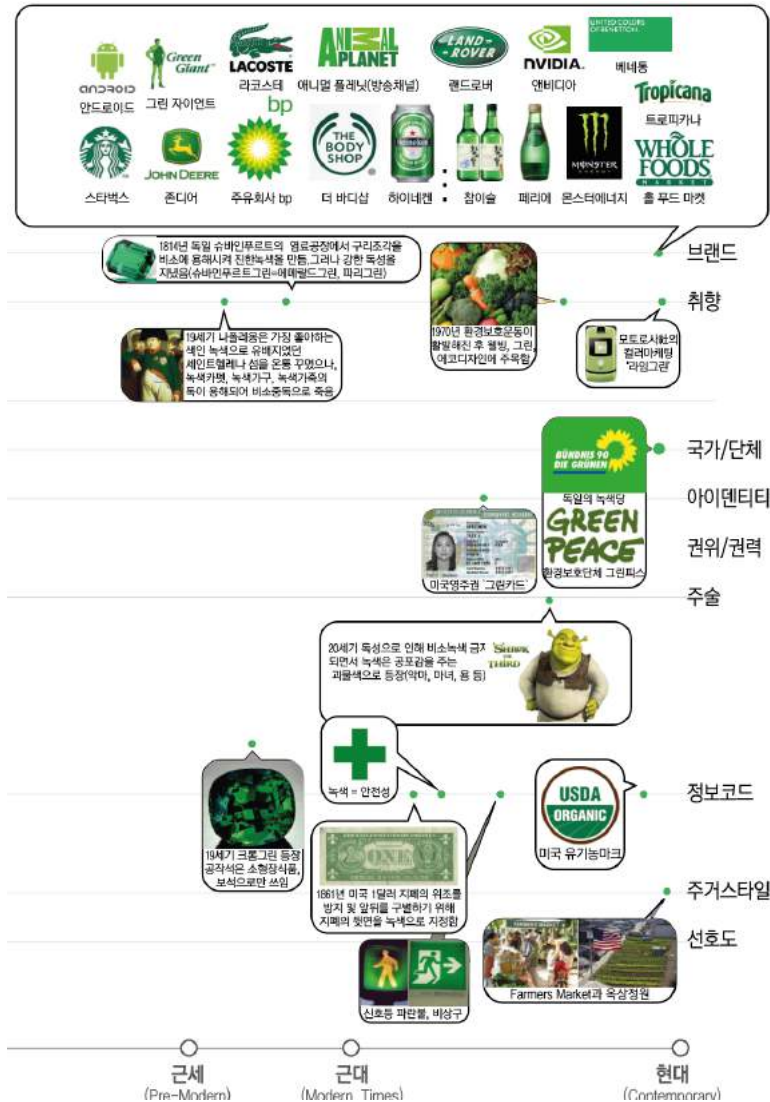 UNITED COLORS
OF BENETTON
ANDROID
안드로이드
Green
Giant
그린 자이언트
LACOSTE
라코스테
ANIMAL
PLANET
애니멀 플레닛(방송채널)
LAND-
ROVER
랜드로버
NVIDIA.
앤비디아
베네통
Tropicana
트로피카나
스타벅스
JOHN DEERE
존디어
bp
주유회사 bp
THE
BODY
SHOP
더 바디샵
하이네켄
참이슬
페리에
MONSTER
ENERGY
몬스터에너지
WHOLE
FOODS
MARKET
홀 푸드 마켓
브랜드
1814년 독일 슈바인푸르트의 염료공장에서 구리조각을
비소에 용해시켜 진한녹색을 만듬,그러나 강한 독성을
지녔음(슈바인푸르트그린=에메랄드그린, 파리그린)
취향
19세기 나폴레옹은 가장 좋아하는
색인 녹색으로 유배지였던
세인트헬레나 섬을 온통 꾸몄으나,
녹색카펫, 녹색가구, 녹색가죽의
독이 용해되어 비소중독으로 죽음
1970년 환경보호운동이
활발해진 후 웰빙, 그린,
에코디자인에 주목함
모토로사社의
컬러마케팅
'라임그린'
국가/단체
BÜNDNIS 90
DIE GRÜNEN
독일의 녹색당
아이덴티티
GREEN
PEACE
환경보호단체 그린피스
미국영주권 '그린카드'
권위/권력
주술
20세기 독성으로 인해 비소녹색 금지
되면서 녹색은 공포감을 주는
괴물색으로 등장(악마, 마녀, 용 등)
SHREK
THE
THIRD
녹색 = 안전성
정보코드
USDA
ORGANIC
미국 유기농마크
19세기 크롬그린 등장
공작석은 소형장식품,
보석으로만 쓰임
ONE
1861년 미국 1달러 지폐의 위조를
방지 및 앞뒤를 구별하기 위해
지폐의 뒷면을 녹색으로 지정함
주거스타일
선호도
Farmers Market과 옥상정원
신호등 파란불, 비상구
근세
(Pre-Modern)
근대
(Modern Times)
현대
(Contemporary)